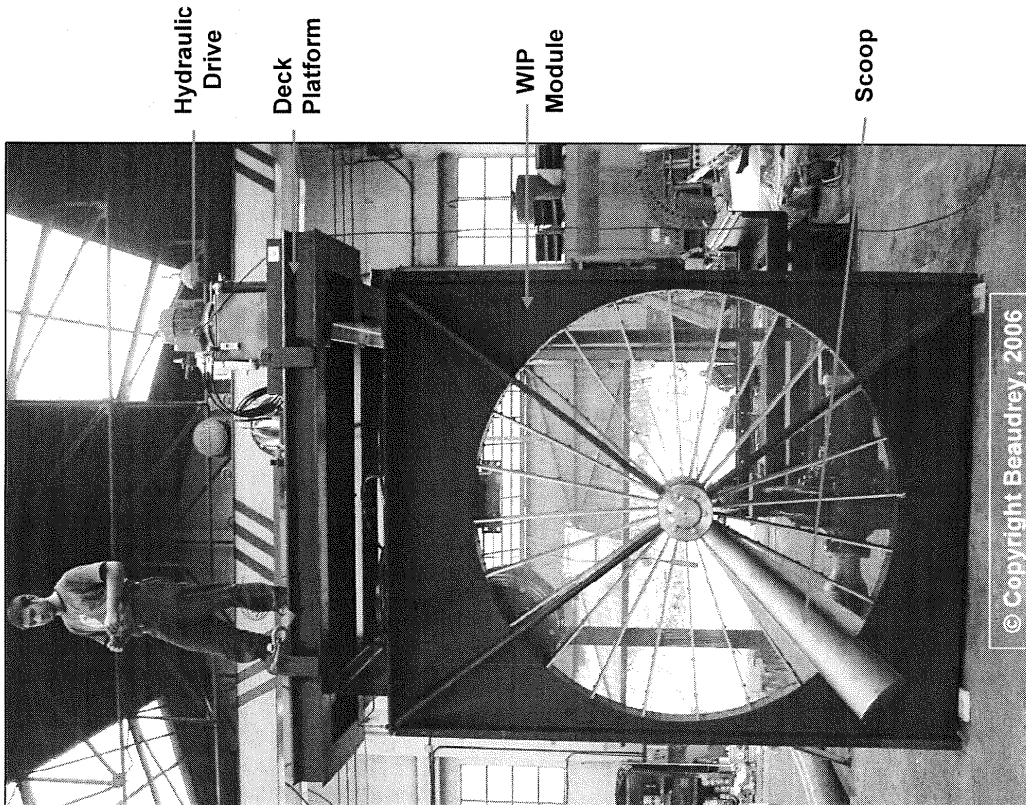 Hydraulic
Drive
Deck
Platform
WIP
Module
Scoop
© Copyright Beaudrey, 2006